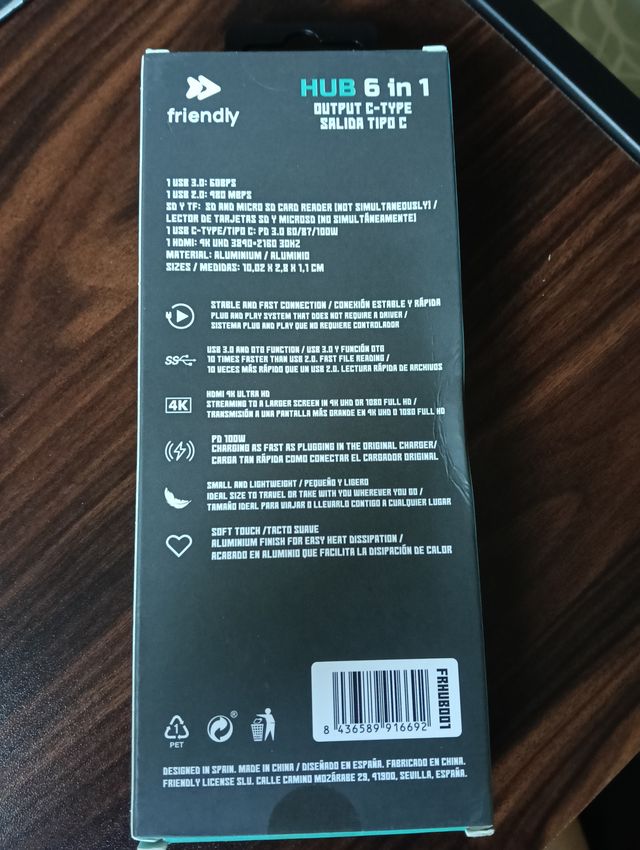 friendly
HUB 6 in 1
OUTPUT C-TYPE
SALIDA TIPO C
1 USB 3.0: 5GBPS
1 USB 2.0: 480 MBPS
SD Y TF: SD AND MICRO SD CARD READER (NOT SIMULTANEOUSLY) /
LECTOR DE TARJETAS SD Y MICROSD (NO SIMULTÁNEAMENTE)
1 USB C-TYPE/TIPO C: PD 3.0 60/87/100W
1 HDMI: 4K UHD 3840*2160 30HZ
MATERIAL: ALUMINIUM / ALUMINIO
SIZES / MEDIDAS: 10,02 X 2,8 X 1,1 CM
STABLE AND FAST CONNECTION / CONEXIÓN ESTABLE Y RÁPIDA
PLUG AND PLAY SYSTEM THAT DOES NOT REQUIRE A DRIVER /
SISTEMA PLUG AND PLAY QUE NO REQUIERE CONTROLADOR
SS
USB 3.0 AND OTG FUNCTION / USB 3.0 Y FUNCIÓN OTG
10 TIMES FASTER THAN USB 2.0. FAST FILE READING /
10 VECES MÁS RÁPIDO QUE UN USB 2.0. LECTURA RÁPIDA DE ARCHIVOS
4K
HDMI 4K ULTRA HD
STREAMING TO A LARGER SCREEN IN 4K UHD OR 1080 FULL HD /
TRANSMISIÓN A UNA PANTALLA MÁS GRANDE EN 4K UHD O 1080 FULL HD
PD 100W
CHARGING AS FAST AS PLUGGING IN THE ORIGINAL CHARGER/
CARGA TAN RÁPIDA COMO CONECTAR EL CARGADOR ORIGINAL
SMALL AND LIGHTWEIGHT / PEQUEÑO Y LIGERO
IDEAL SIZE TO TRAVEL OR TAKE WITH YOU WHEREVER YOU GO /
TAMAÑO IDEAL PARA VIAJAR O LLEVARLO CONTIGO A CUALQUIER LUGAR
SOFT TOUCH /TACTO SUAVE
ALUMINIUM FINISH FOR EASY HEAT DISSIPATION /
ACABADO EN ALUMINIO QUE FACILITA LA DISIPACIÓN DE CALOR
FRHUB001
8 436589 916692
1
PET
®
DESIGNED IN SPAIN. MADE IN CHINA / DISEÑADO EN ESPAÑA. FABRICADO EN CHINA.
FRIENDLY LICENSE SLU. CALLE CAMINO MOZÁRABE 29, 41900, SEVILLA, ESPAÑA.